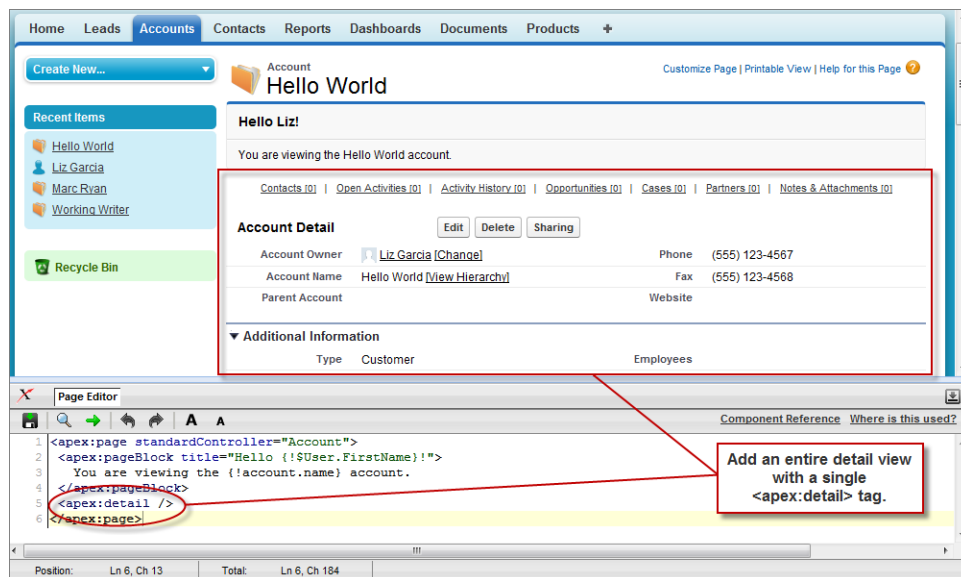 Home Leads Accounts Contacts Reports Dashboards Documents Products +
Create New...
Account
Hello World
Customize Page | Printable View | Help for this Page ?
Recent Items
Hello World
Liz Garcia
Marc Ryan
Working Writer
Recycle Bin
Hello Liz!
You are viewing the Hello World account.
Contacts [0] | Open Activities [0] | Activity History [0] | Opportunities [0] | Cases [0] | Partners [0] | Notes & Attachments [0]
Account Detail Edit Delete Sharing
Account Owner Liz Garcia [Change] Phone (555) 123-4567
Account Name Hello World [View Hierarchy] Fax (555) 123-4568
Parent Account Website
Additional Information
Type Customer Employees
Page Editor
A A Component Reference Where is this used?
1 <apex:page standardController="Account">
2 <apex:pageBlock title="Hello {!$User.FirstName}!">
3 You are viewing the {!account.name} account.
4 </apex:pageBlock>
5 <apex:detail />
6 </apex:page>
Add an entire detail view
with a single
<apex:detail> tag.
Position: Ln 6, Ch 13 Total: Ln 6, Ch 184